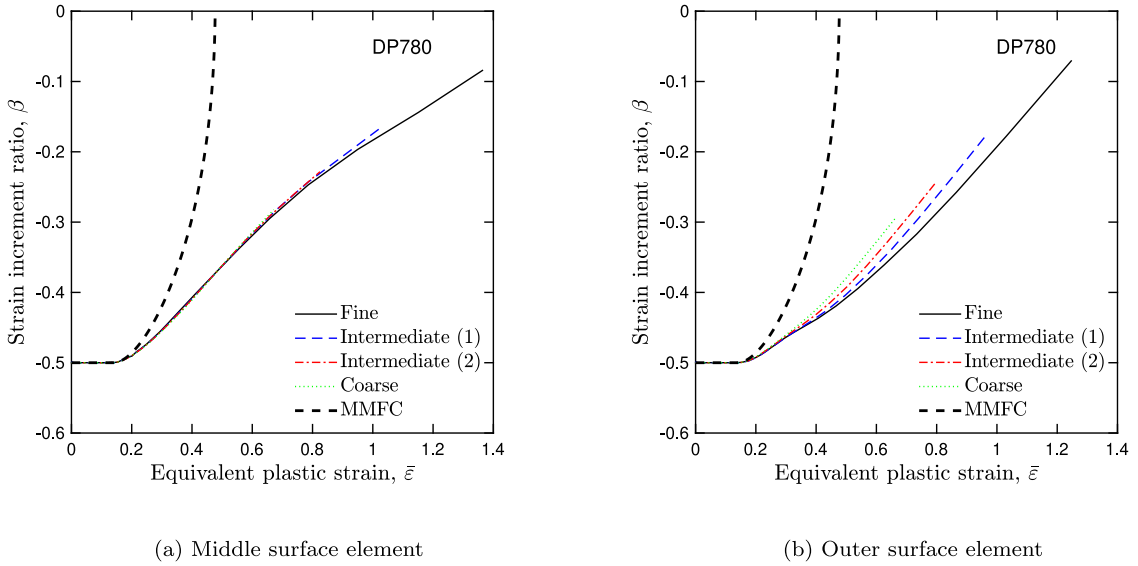 0
-0.1
-0.2
-0.3
-0.4
-0.5
-0.6
Strain increment ratio, β
DP780
Fine
Intermediate (1)
Intermediate (2)
Coarse
MMFC
0 0.2 0.4 0.6 0.8 1 1.2 1.4
Equivalent plastic strain, ε̄
(a) Middle surface element
0
-0.1
-0.2
-0.3
-0.4
-0.5
-0.6
Strain increment ratio, β
DP780
Fine
Intermediate (1)
Intermediate (2)
Coarse
MMFC
0 0.2 0.4 0.6 0.8 1 1.2 1.4
Equivalent plastic strain, ε̄
(b) Outer surface element